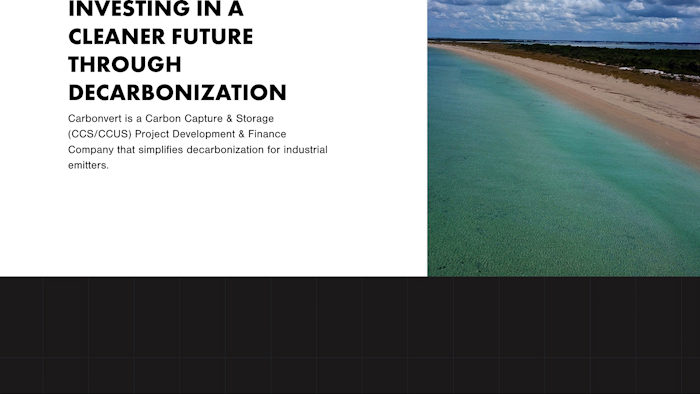 INVESTING IN A
CLEANER FUTURE
THROUGH
DECARBONIZATION
Carbonvert is a Carbon Capture & Storage
(CCS/CCUS) Project Development & Finance
Company that simplifies decarbonization for industrial
emitters.